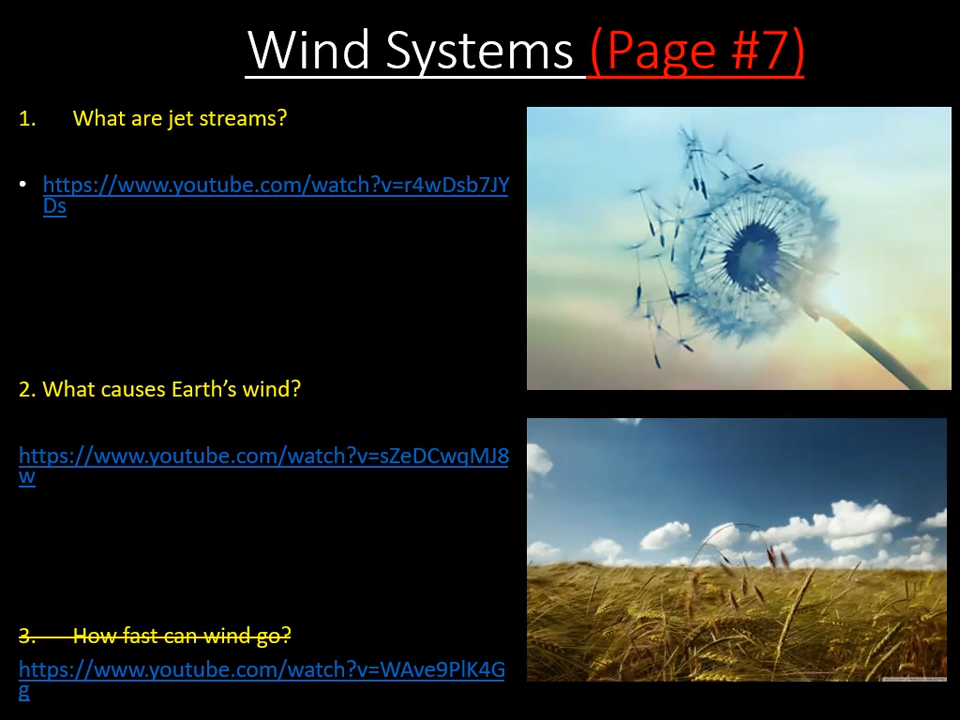 Wind Systems (Page #7)
1. What are jet streams?
• https://www.youtube.com/watch?v=r4wDsb7JY
Ds
2. What causes Earth’s wind?
https://www.youtube.com/watch?v=sZeDCwqMJ8
w
3. How fast can wind go?
https://www.youtube.com/watch?v=WAve9PlK4G
g